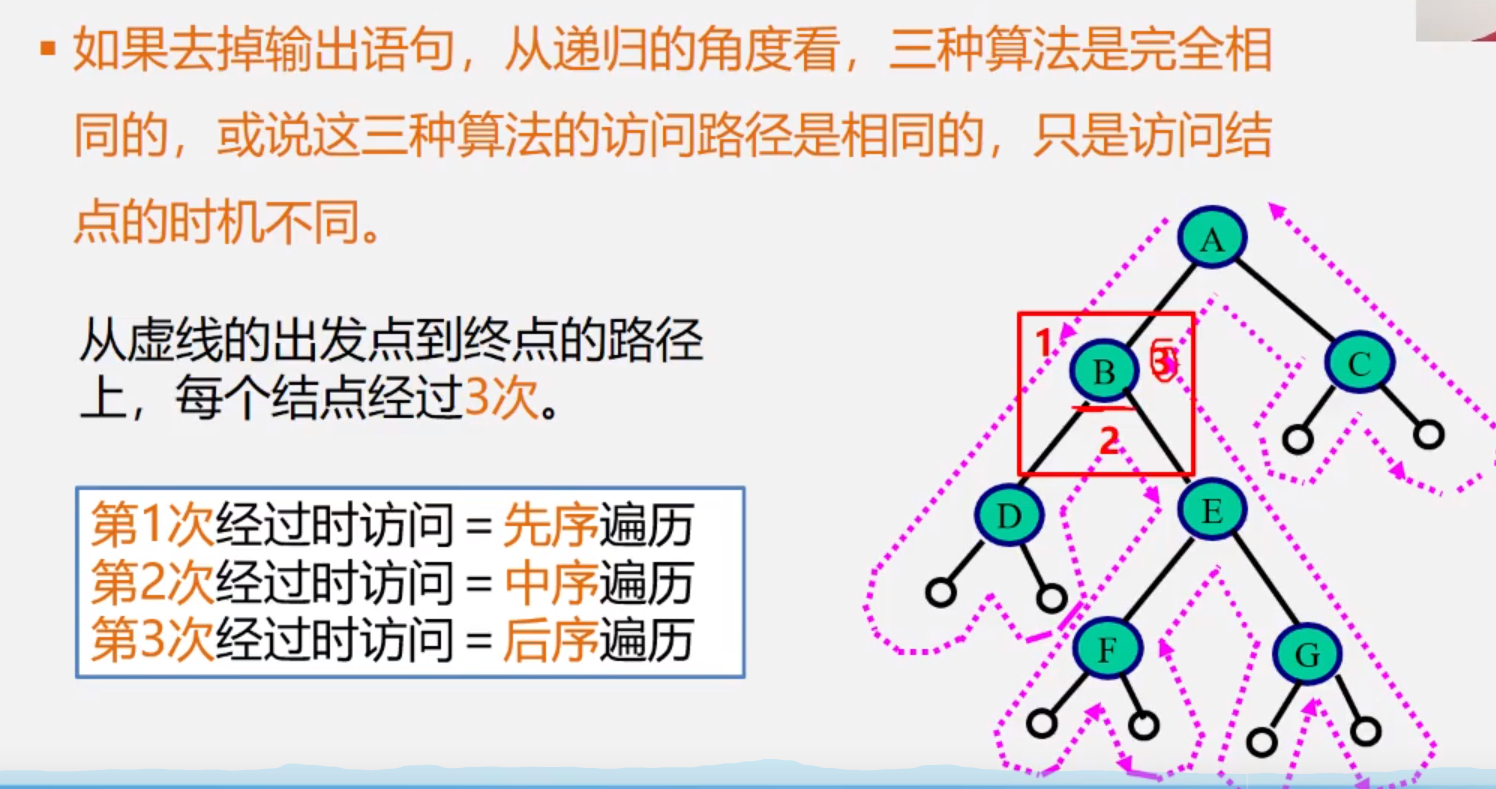 如果去掉输出语句，从递归的角度看，三种算法是完全相
同的，或说这三种算法的访问路径是相同的，只是访问结
点的时机不同。
从虚线的出发点到终点的路径
上，每个结点经过3次。
第1次经过时访问＝先序遍历
第2次经过时访问＝中序遍历
第3次经过时访问＝后序遍历
A
1
B
3
C
2
D
E
F
G